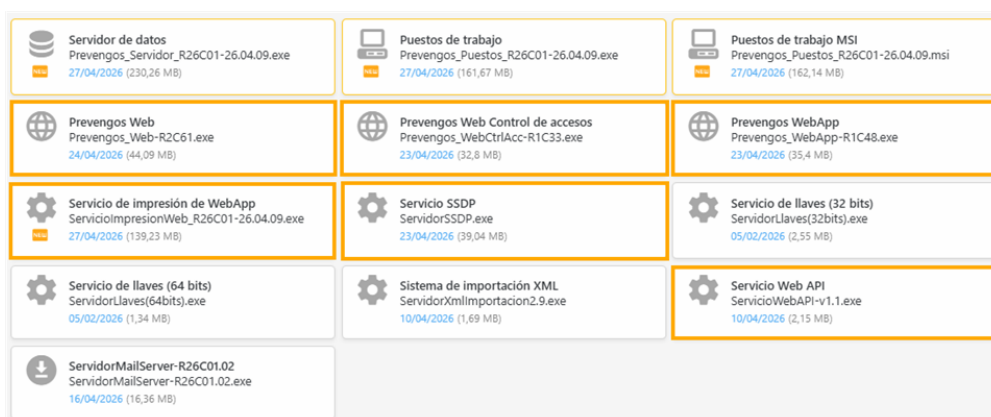 Servidor de datos
Prevengos_Servidor_R26C01-26.04.09.exe
NEW
27/04/2026 (230,26 MB)
Puestos de trabajo
Prevengos_Puestos_R26C01-26.04.09.exe
NEW
27/04/2026 (161,67 MB)
Puestos de trabajo MSI
Prevengos_Puestos_R26C01-26.04.09.msi
NEW
27/04/2026 (162,14 MB)
Prevengos Web
Prevengos_Web-R2C61.exe
24/04/2026 (44,09 MB)
Prevengos Web Control de accesos
Prevengos_WebCtrlAcc-R1C33.exe
23/04/2026 (32,8 MB)
Prevengos WebApp
Prevengos_WebApp-R1C48.exe
23/04/2026 (35,4 MB)
Servicio de impresión de WebApp
ServicioImpresionWeb_R26C01-26.04.09.exe
NEW
27/04/2026 (139,23 MB)
Servicio SSDP
ServidorSSDP.exe
23/04/2026 (39,04 MB)
Servicio de llaves (32 bits)
ServidorLlaves(32bits).exe
05/02/2026 (2,55 MB)
Servicio de llaves (64 bits)
ServidorLlaves(64bits).exe
05/02/2026 (1,34 MB)
Sistema de importación XML
ServidorXmlImportacion2.9.exe
10/04/2026 (1,69 MB)
Servicio Web API
ServicioWebAPI-v1.1.exe
10/04/2026 (2,15 MB)
ServidorMailServer-R26C01.02
ServidorMailServer-R26C01.02.exe
16/04/2026 (16,36 MB)